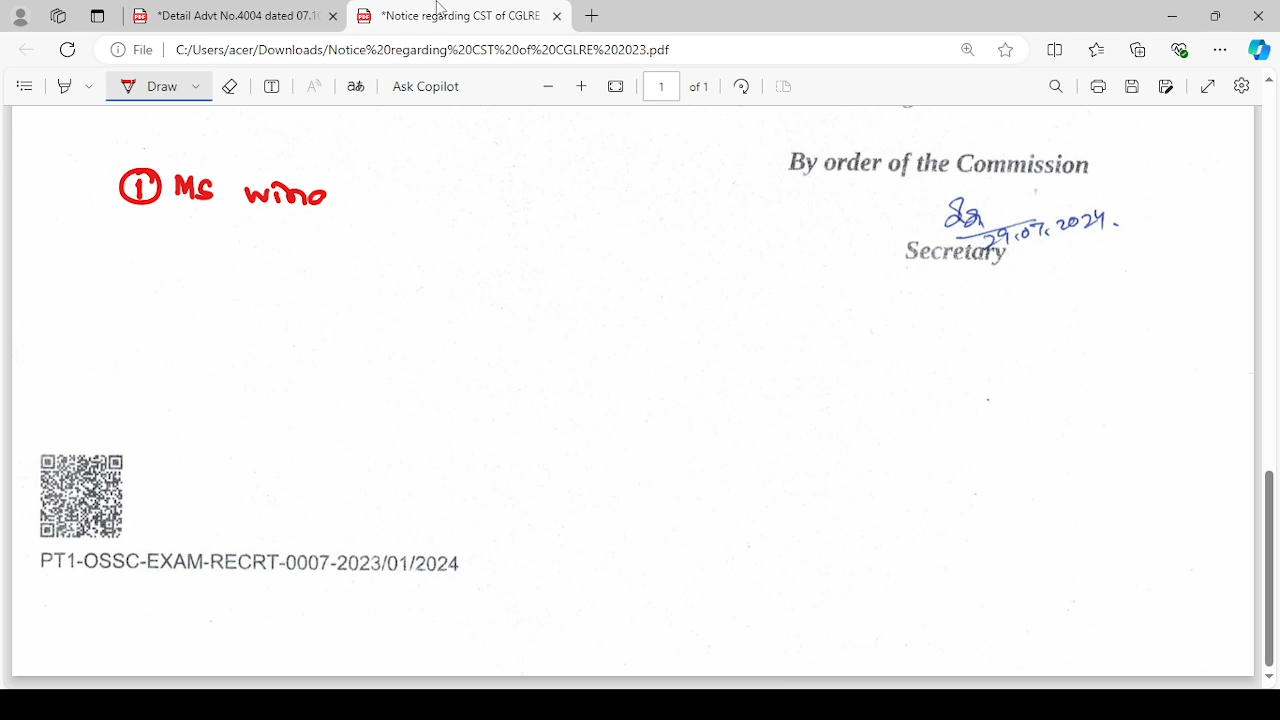 *Detail Advt No.4004 dated 07.10
*Notice regarding CST of CGLRE
File
C:/Users/acer/Downloads/Notice%20regarding%20CST%20of%20CGLRE%202023.pdf
Draw
Ask Copilot
1
of 1
By order of the Commission
① MS wino
29.07.2024.
Secretary
PT1-OSSC-EXAM-RECRT-0007-2023/01/2024